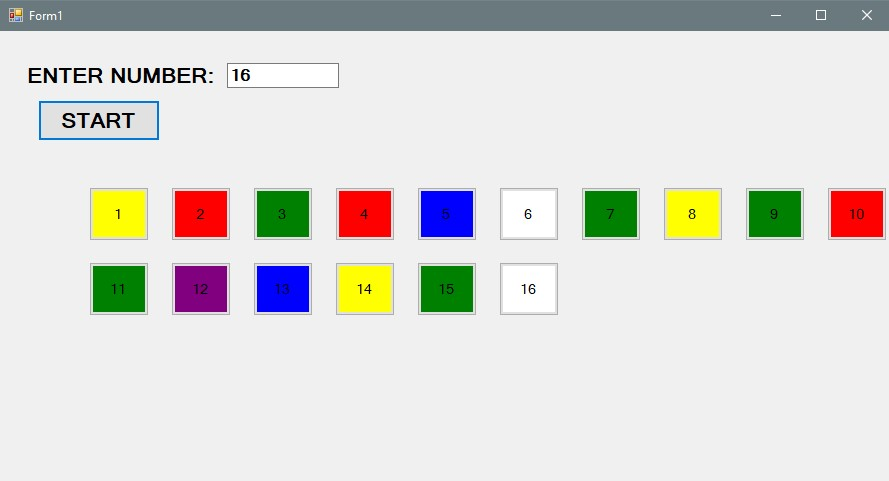 Form1
ENTER NUMBER: 16
START
1 2 3 4 5 6 7 8 9 10
11 12 13 14 15 16